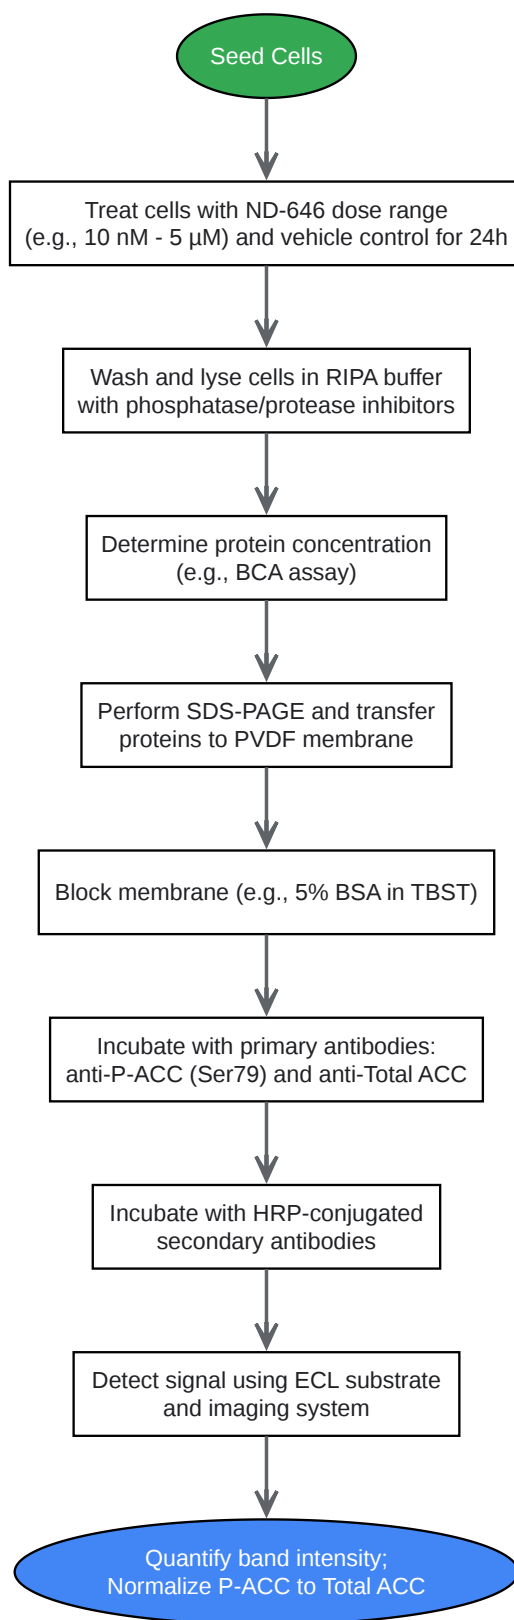 Seed Cells
Treat cells with ND-646 dose range
(e.g., 10 nM - 5 µM) and vehicle control for 24h
Wash and lyse cells in RIPA buffer
with phosphatase/protease inhibitors
Determine protein concentration
(e.g., BCA assay)
Perform SDS-PAGE and transfer
proteins to PVDF membrane
Block membrane (e.g., 5% BSA in TBST)
Incubate with primary antibodies:
anti-P-ACC (Ser79) and anti-Total ACC
Incubate with HRP-conjugated
secondary antibodies
Detect signal using ECL substrate
and imaging system
Quantify band intensity;
Normalize P-ACC to Total ACC